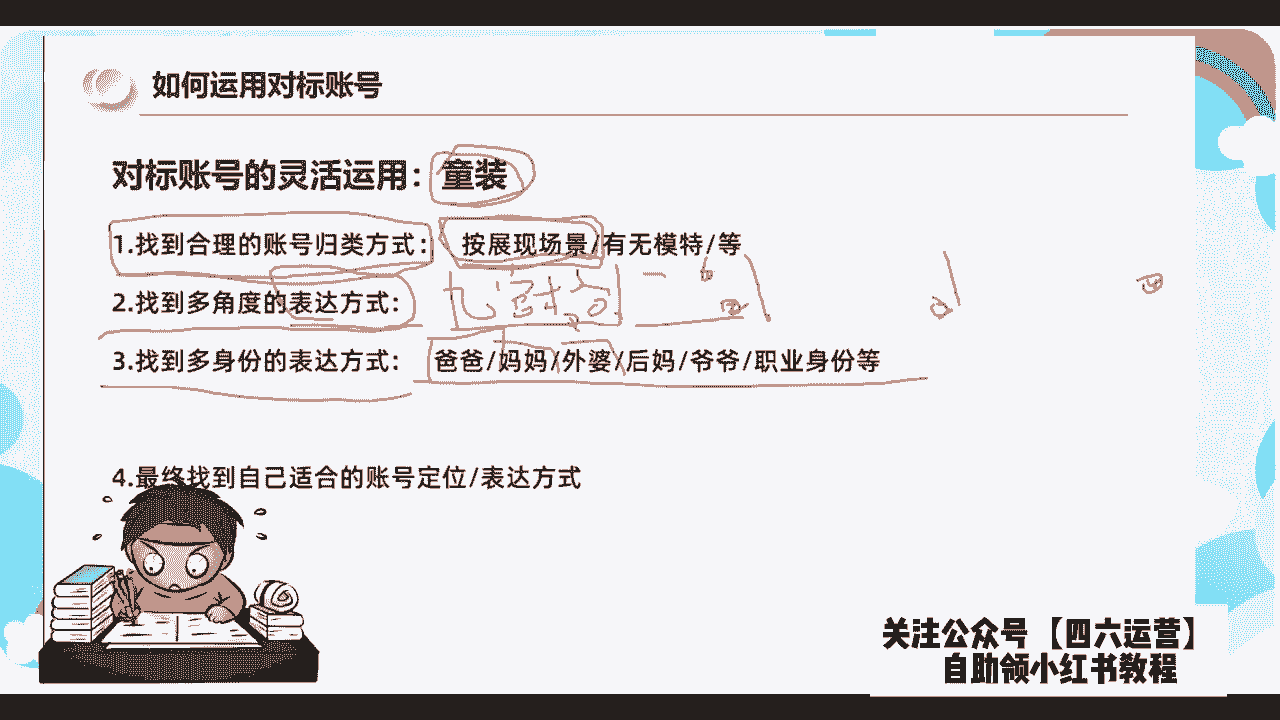 如何运用对标账号
对标账号的灵活运用：童装
1.找到合理的账号归类方式： 按展现场景/有无模特/等
2.找到多角度的表达方式：
3.找到多身份的表达方式： 爸爸/妈妈/外婆/后妈/爷爷/职业身份等
4.最终找到自己适合的账号定位/表达方式
关注公众号【四六运营】
自助领小红书教程